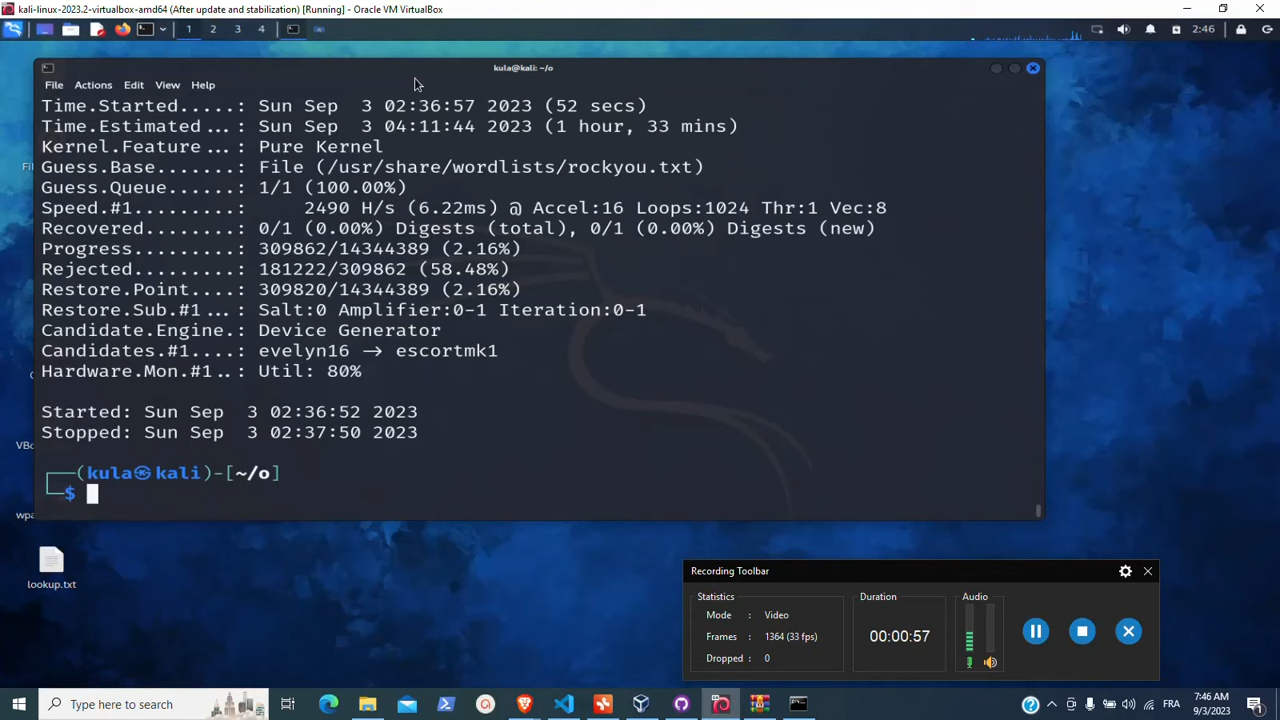 kali-linux-2023.2-virtualbox-amd64 (After update and stabilization) [Running] - Oracle VM VirtualBox
1 2 3 4
2:46
kula@kali: ~/o
File Actions Edit View Help
Time.Started.....: Sun Sep  3 02:36:57 2023 (52 secs)
Time.Estimated ...: Sun Sep  3 04:11:44 2023 (1 hour, 33 mins)
Kernel.Feature ...: Pure Kernel
Guess.Base.......: File (/usr/share/wordlists/rockyou.txt)
Guess.Queue......: 1/1 (100.00%)
Speed.#1.........:     2490 H/s (6.22ms) @ Accel:16 Loops:1024 Thr:1 Vec:8
Recovered........: 0/1 (0.00%) Digests (total), 0/1 (0.00%) Digests (new)
Progress.........: 309862/14344389 (2.16%)
Rejected.........: 181222/309862 (58.48%)
Restore.Point....: 309820/14344389 (2.16%)
Restore.Sub.#1 ...: Salt:0 Amplifier:0-1 Iteration:0-1
Candidate.Engine.: Device Generator
Candidates.#1....: evelyn16 → escortmk1
Hardware.Mon.#1 ..: Util: 80%
Started: Sun Sep  3 02:36:52 2023
Stopped: Sun Sep  3 02:37:50 2023
┌──(kula㉿kali)-[~/o]
└─$
lookup.txt
Recording Toolbar
Statistics
Mode : Video
Frames : 1364 (33 fps)
Dropped : 0
Duration
00:00:57
Audio
Type here to search
FRA
7:46 AM
9/3/2023
1